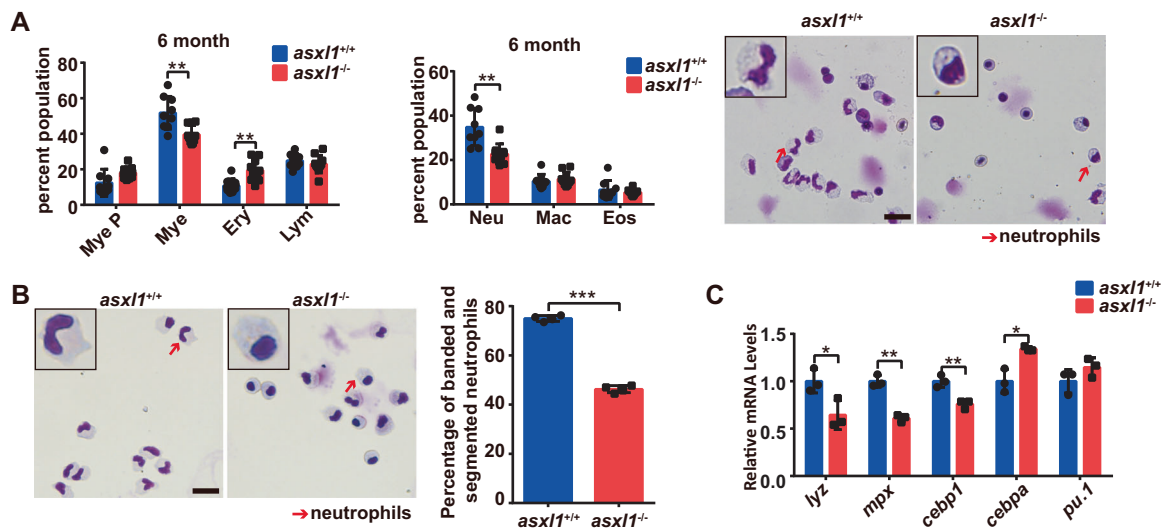 A
6 month
asxl1+/+
asxl1-/-
**
**
percent population
80
60
40
20
0
Mye P
Mye
Ery
Lym
6 month
asxl1+/+
asxl1-/-
**
percent population
60
40
20
0
Neu
Mac
Eos
asxl1+/+
asxl1-/-
→neutrophils
B
asxl1+/+
asxl1-/-
→neutrophils
Percentage of banded and
segmented neutrophils
80
60
40
20
0
***
asxl1+/+
asxl1-/-
C
asxl1+/+
asxl1-/-
Relative mRNA Levels
1.5
1.0
0.5
0
*
**
**
*
lyz
mpx
cebp1
cebpa
pu.1